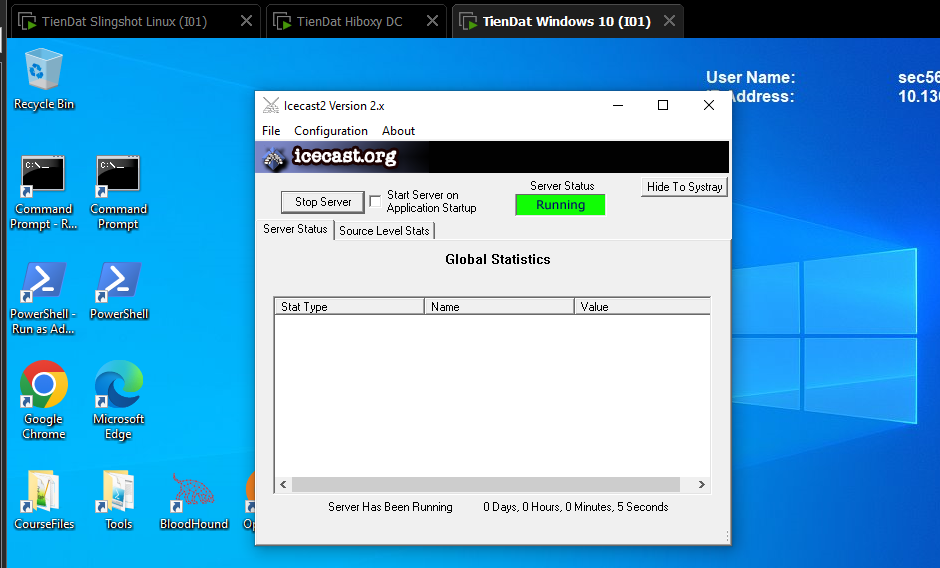 TienDat Slingshot Linux (I01)
TienDat Hiboxy DC
TienDat Windows 10 (I01)
Recycle Bin
User Name:
sec56
Address:
10.130
Icecast2 Version 2.x
File Configuration About
icecast.org
Stop Server
Start Server on
Application Startup
Server Status
Running
Hide To Systray
Server Status
Source Level Stats
Global Statistics
Stat Type
Name
Value
Server Has Been Running
0 Days, 0 Hours, 0 Minutes, 5 Seconds
Command
Prompt - R...
Command
Prompt
PowerShell -
Run as Ad...
PowerShell
Google
Chrome
Microsoft
Edge
CourseFiles
Tools
BloodHound